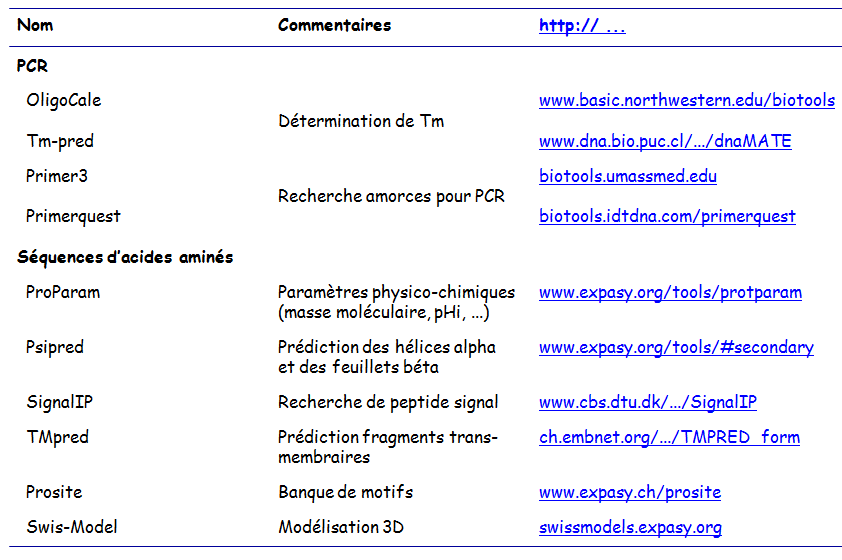 Nom Commentaires http:// ...
PCR
OligoCale www.basic.northwestern.edu/biotools
Détermination de Tm
Tm-pred www.dna.bio.puc.cl/.../dnaMATE
Primer3 biotools.umassmed.edu
Recherche amorces pour PCR
Primerquest biotools.idtdna.com/primerquest
Séquences d'acides aminés
ProParam Paramètres physico-chimiques www.expasy.org/tools/protparam
(masse moléculaire, pHi, ...)
Psipred Prédiction des hélices alpha www.expasy.org/tools/#secondary
et des feuillets béta
SignalIP Recherche de peptide signal www.cbs.dtu.dk/.../SignalIP
TMpred Prédiction fragments trans- ch.embnet.org/.../TMPRED_form
membraires
Prosite Banque de motifs www.expasy.ch/prosite
Swis-Model Modélisation 3D swissmodels.expasy.org